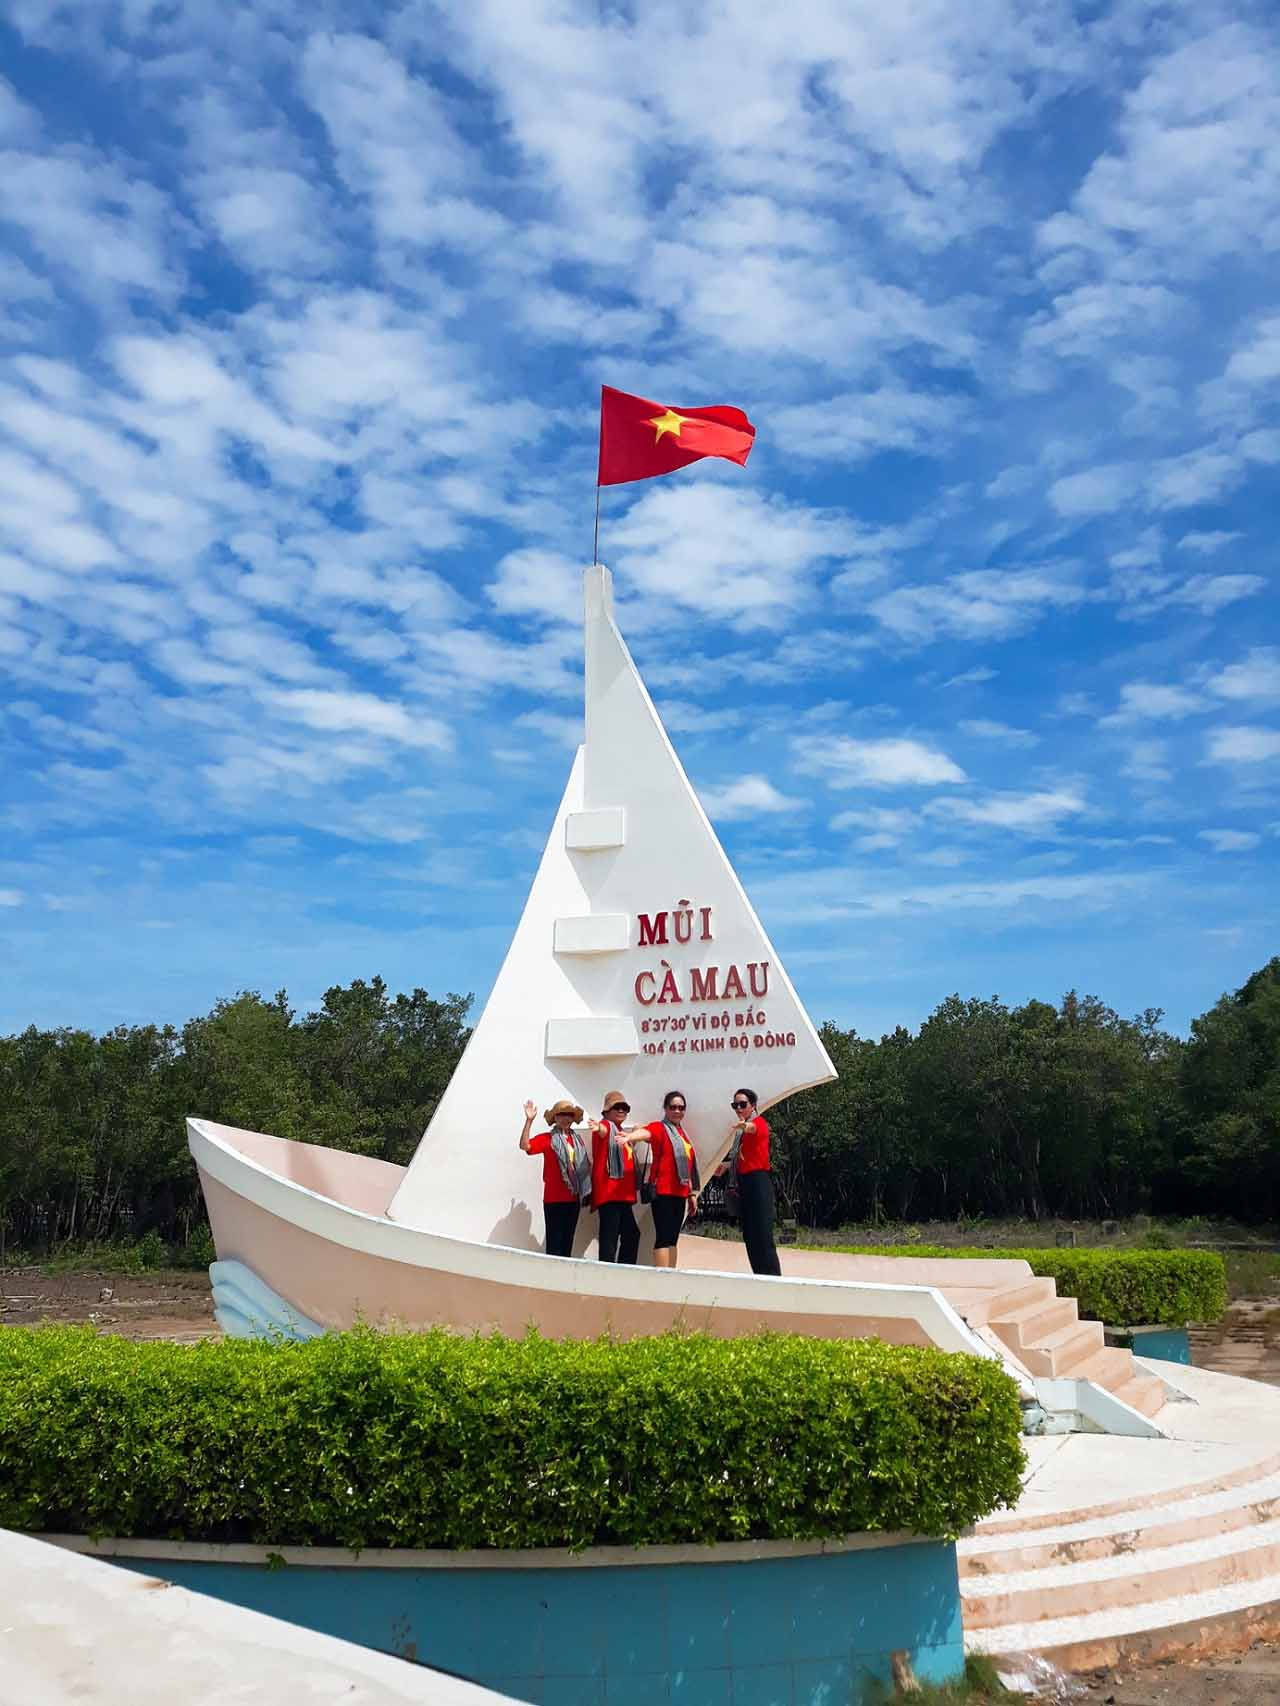 MŨI
CÀ MAU
8°37'30" VĨ ĐỘ BẮC
104°43' KINH ĐỘ ĐÔNG